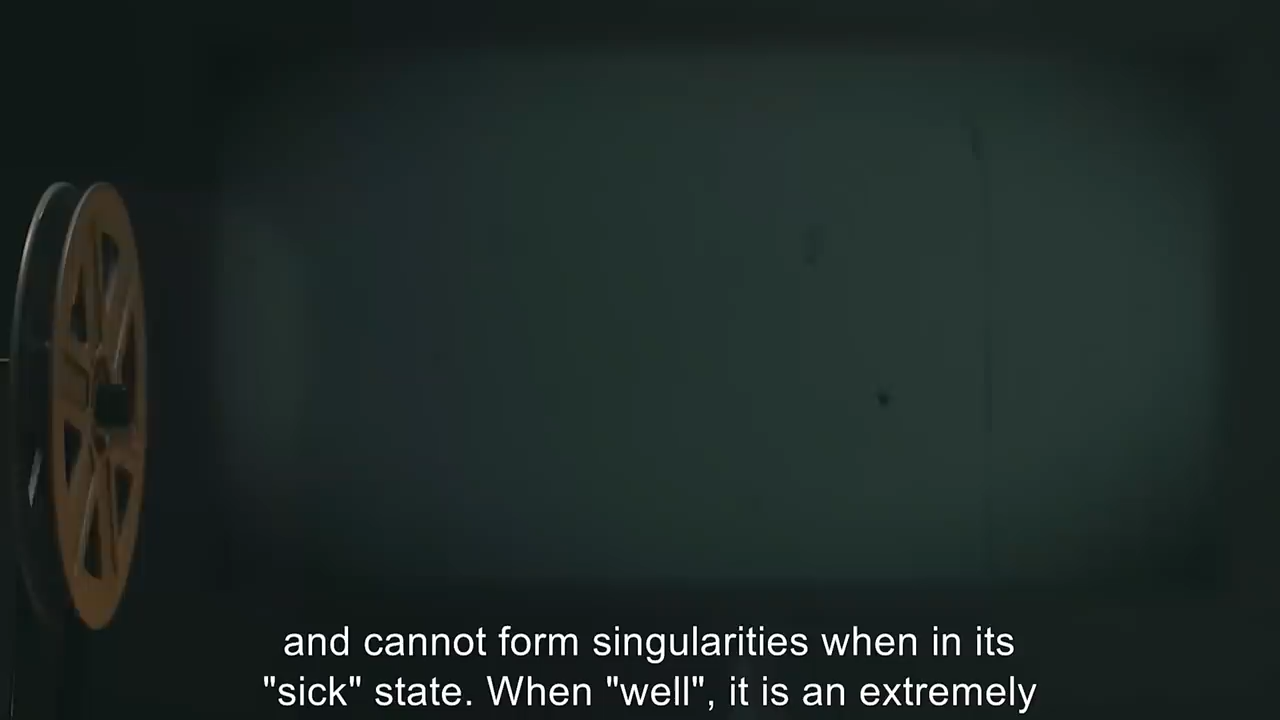 and cannot form singularities when in its
"sick" state. When "well", it is an extremely